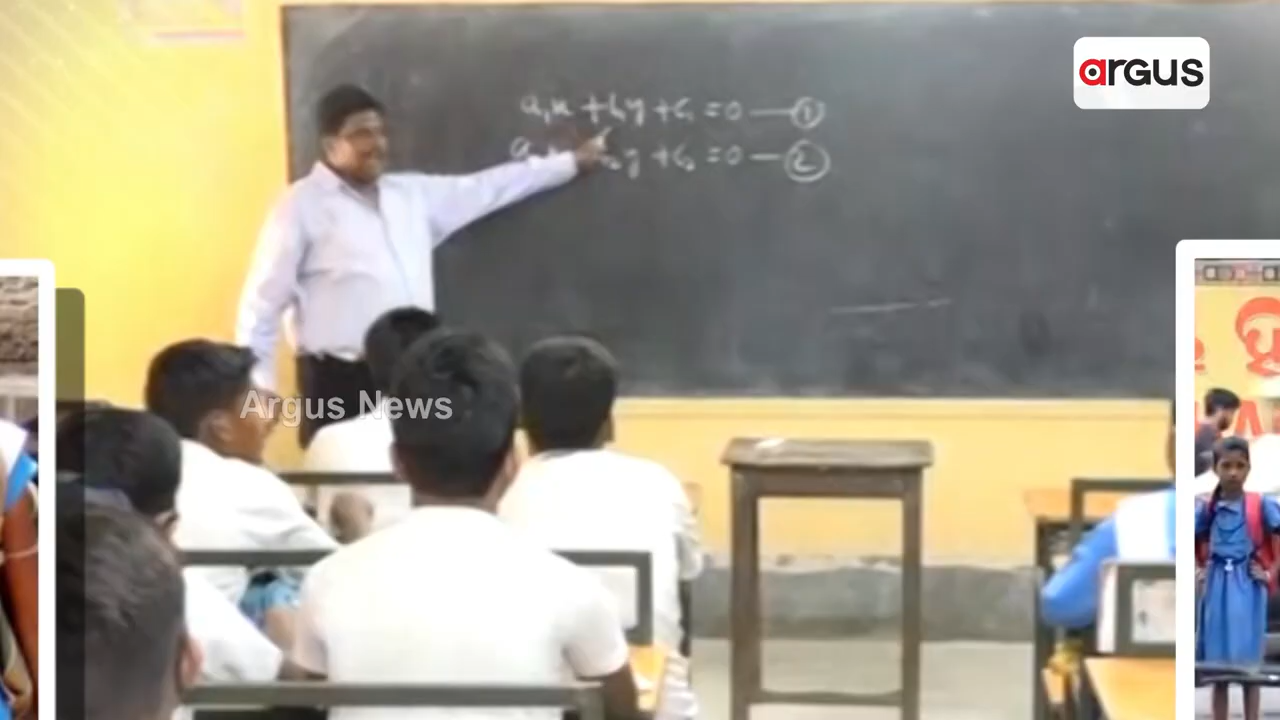 argus
a₁x + b₁y + c₁ = 0 — ①
y + c₂ = 0 — ②
Argus News